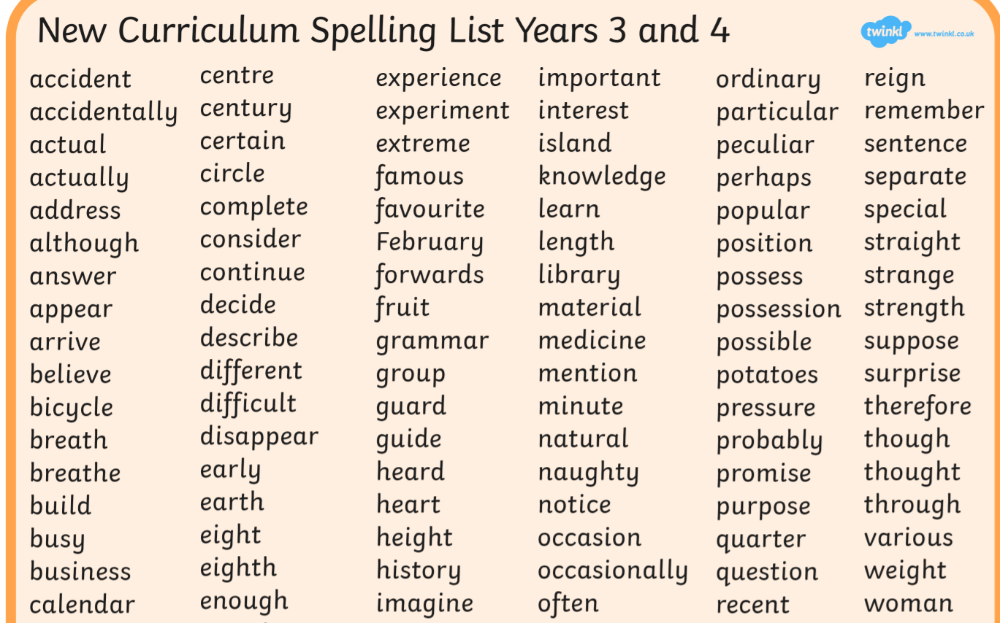 New Curriculum Spelling List Years 3 and 4
twinkl www.twinkl.co.uk
accident
accidentally
actual
actually
address
although
answer
appear
arrive
believe
bicycle
breath
breathe
build
busy
business
calendar
centre
century
certain
circle
complete
consider
continue
decide
describe
different
difficult
disappear
early
earth
eight
eighth
enough
experience
experiment
extreme
famous
favourite
February
forwards
fruit
grammar
group
guard
guide
heard
heart
height
history
imagine
important
interest
island
knowledge
learn
length
library
material
medicine
mention
minute
natural
naughty
notice
occasion
occasionally
often
ordinary
particular
peculiar
perhaps
popular
position
possess
possession
possible
potatoes
pressure
probably
promise
purpose
quarter
question
recent
reign
remember
sentence
separate
special
straight
strange
strength
suppose
surprise
therefore
though
thought
through
various
weight
woman